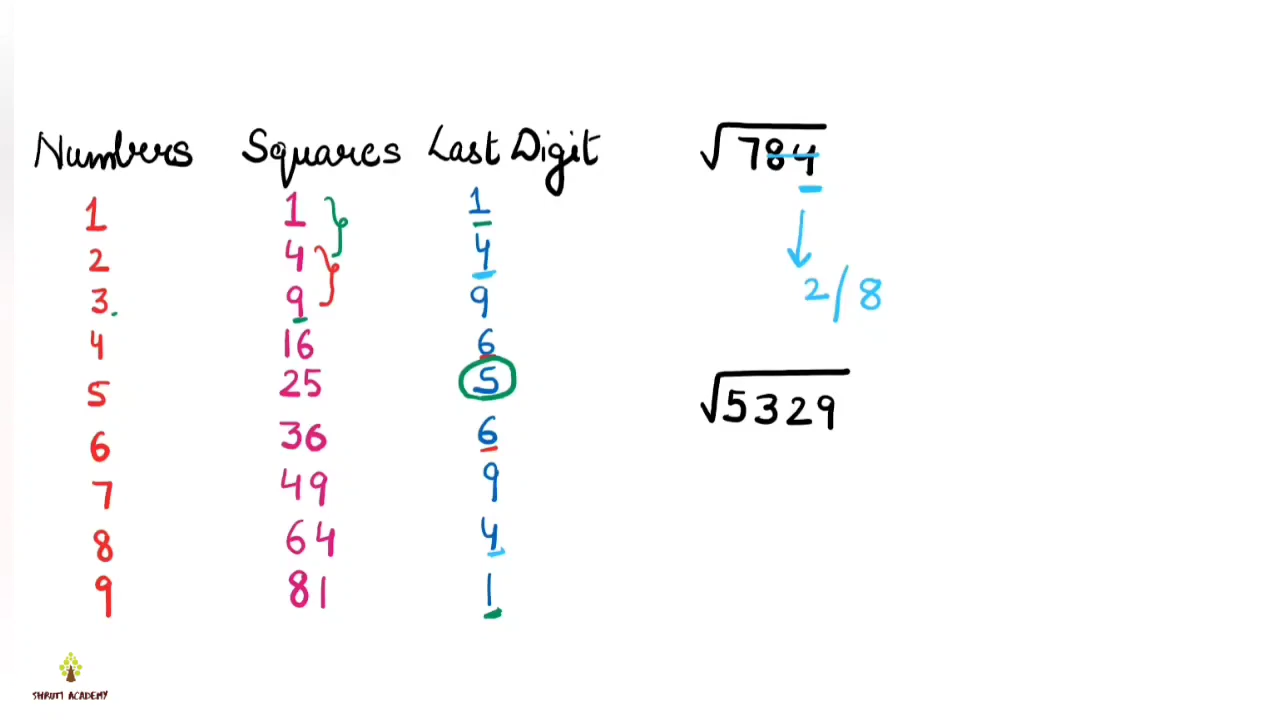 Numbers Squares Last Digit
1 1 1
2 4 4
3. 9 9
4 16 6
5 25 5
6 36 6
7 49 9
8 64 4
9 81 1
√784
2/8
√5329
SHRUTI ACADEMY